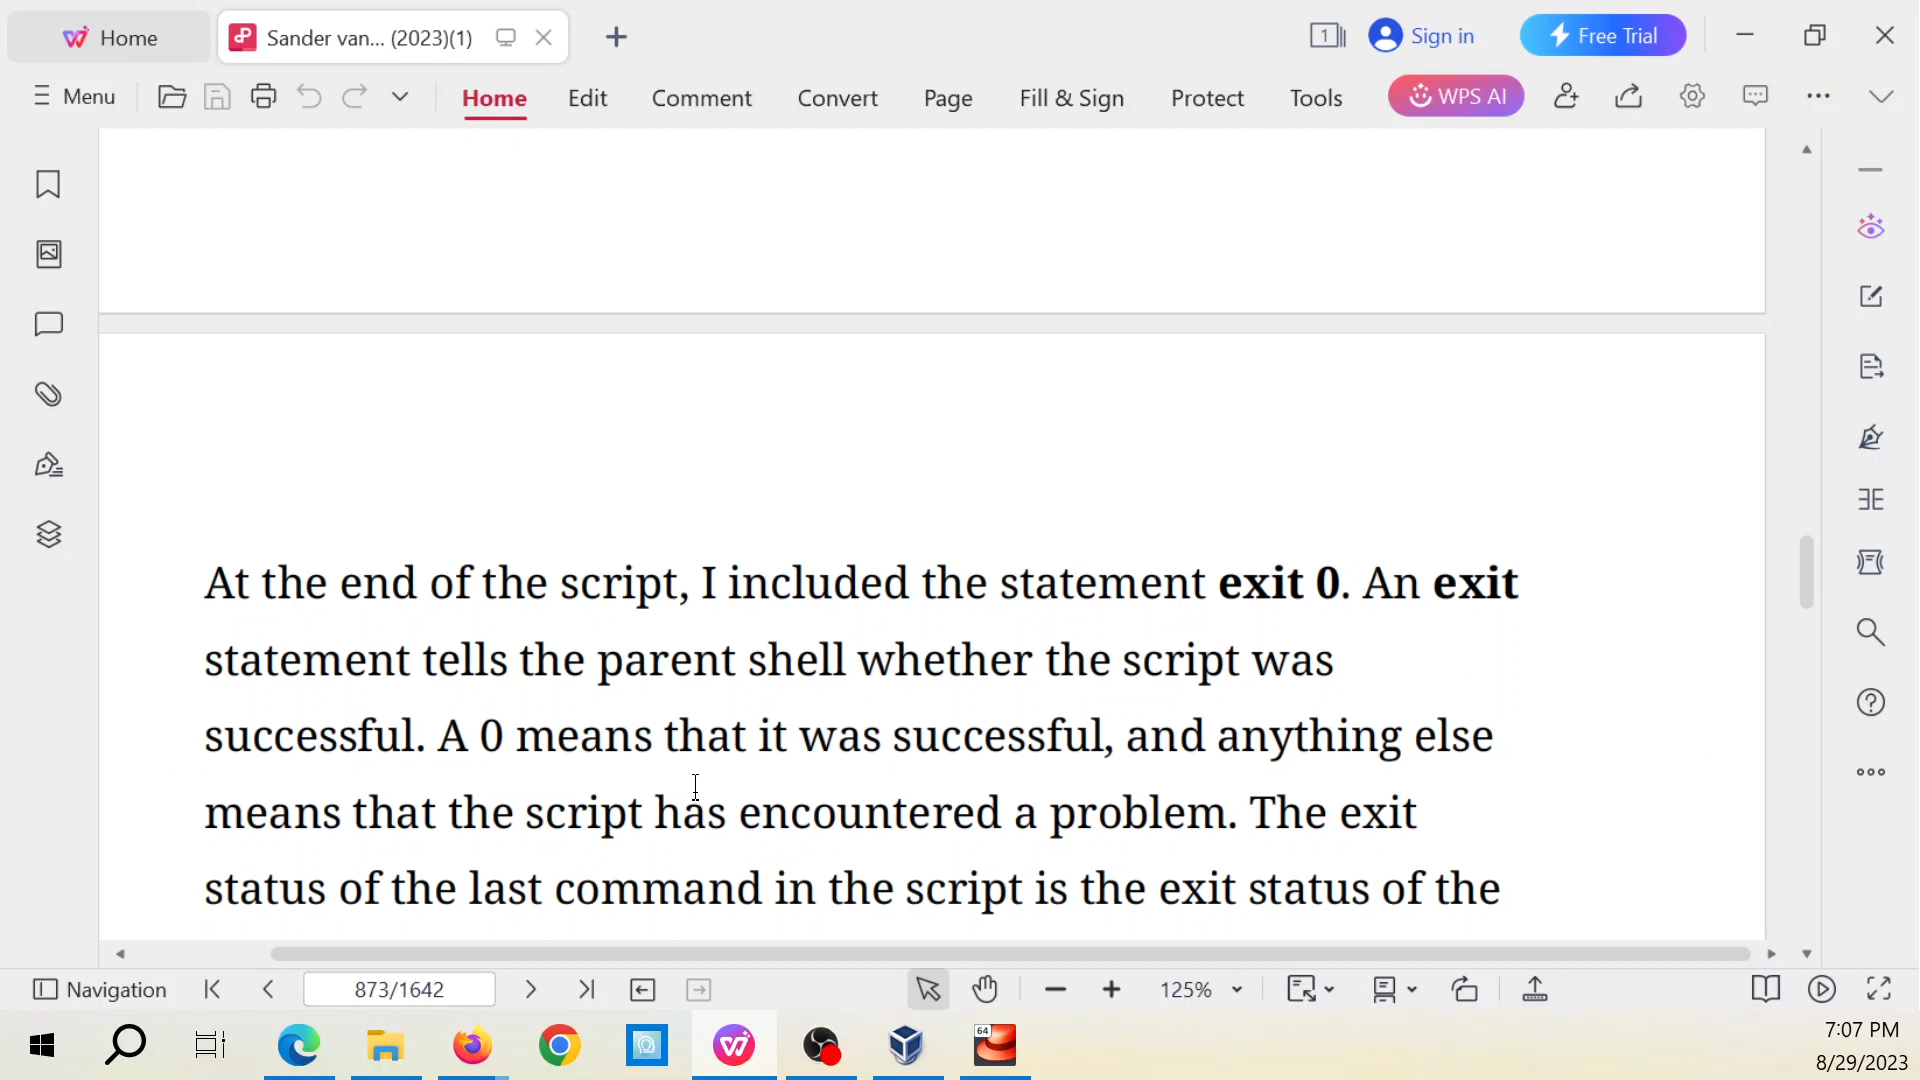 Home
Sander van... (2023)(1)
1
Sign in
Free Trial
Menu
Home
Edit
Comment
Convert
Page
Fill & Sign
Protect
Tools
WPS AI
At the end of the script, I included the statement exit 0. An exit
statement tells the parent shell whether the script was
successful. A 0 means that it was successful, and anything else
means that the script has encountered a problem. The exit
status of the last command in the script is the exit status of the
Navigation
873/1642
125%
64
7:07 PM
8/29/2023